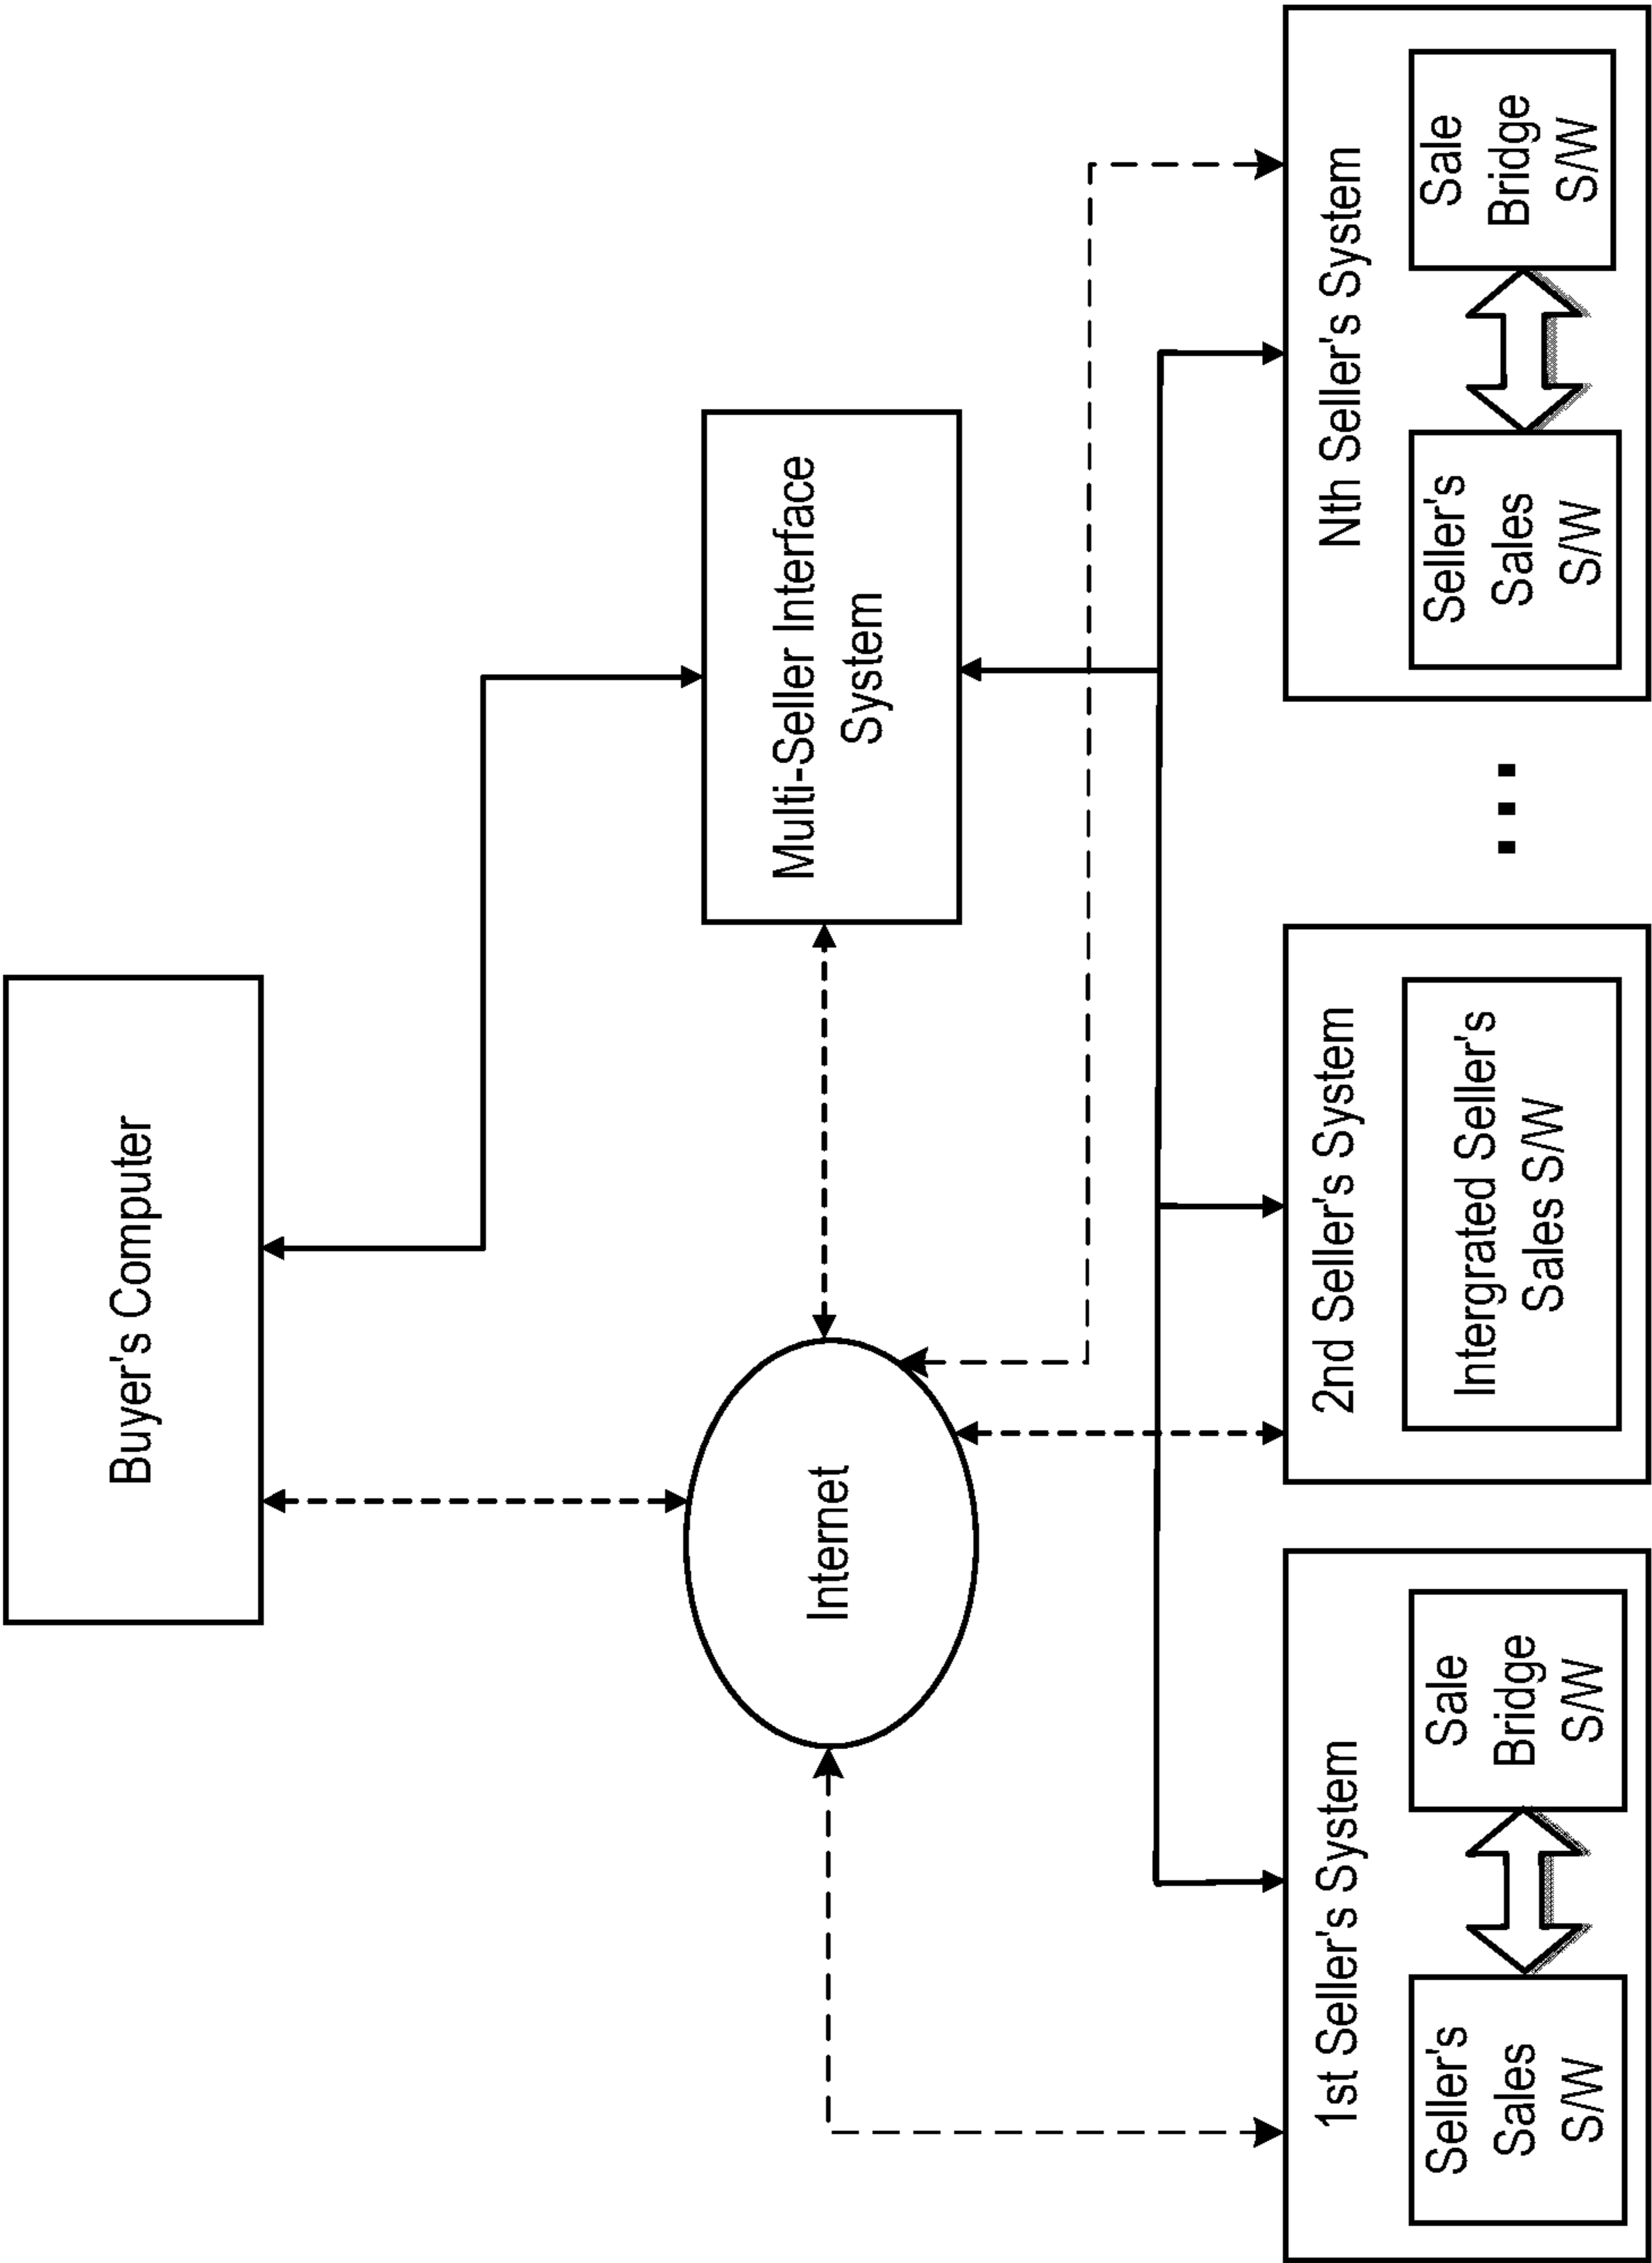 Buyer's Computer
Internet
Multi-Seller Interface
System
1st Seller's System
Seller's
Sales
S/W
Sale
Bridge
S/W
2nd Seller's System
Intergrated Seller's
Sales S/W
Nth Seller's System
Seller's
Sales
S/W
Sale
Bridge
S/W